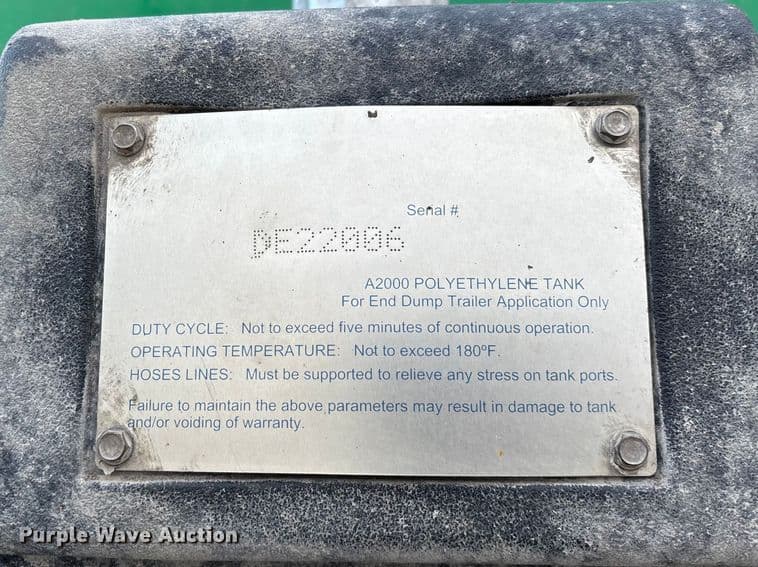 Serial #
DE22006
A2000 POLYETHYLENE TANK
For End Dump Trailer Application Only
DUTY CYCLE: Not to exceed five minutes of continuous operation.
OPERATING TEMPERATURE: Not to exceed 180ºF.
HOSES LINES: Must be supported to relieve any stress on tank ports.
Failure to maintain the above parameters may result in damage to tank
and/or voiding of warranty.
Purple Wave Auction